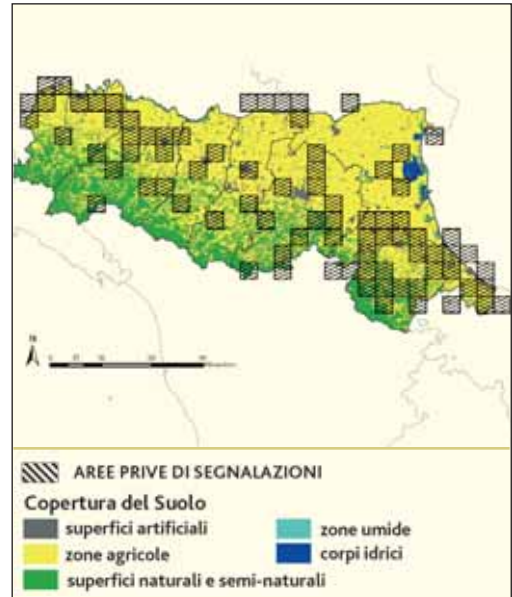 N
AREE PRIVE DI SEGNALAZIONI
Copertura del Suolo
superfici artificiali
zone umide
zone agricole
corpi idrici
superfici naturali e semi-naturali